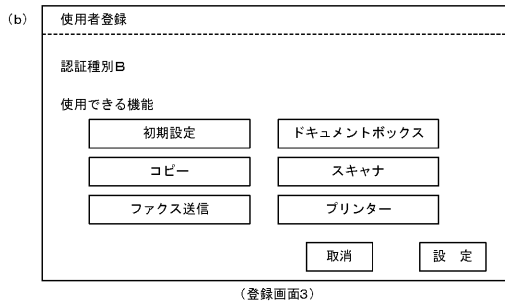 (b)
使用者登録
認証種別B
使用できる機能
初期設定 ドキュメントボックス
コピー スキャナ
ファクス送信 プリンター
取消 設 定
(登録画面3)